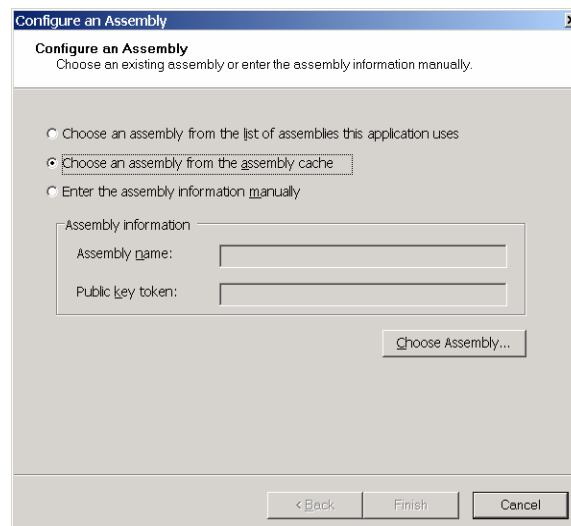 Configure an Assembly
Configure an Assembly
Choose an existing assembly or enter the assembly information manually.
Choose an assembly from the list of assemblies this application uses
Choose an assembly from the assembly cache
Enter the assembly information manually
Assembly information
Assembly name:
Public key token:
Choose Assembly...
< Back Finish Cancel